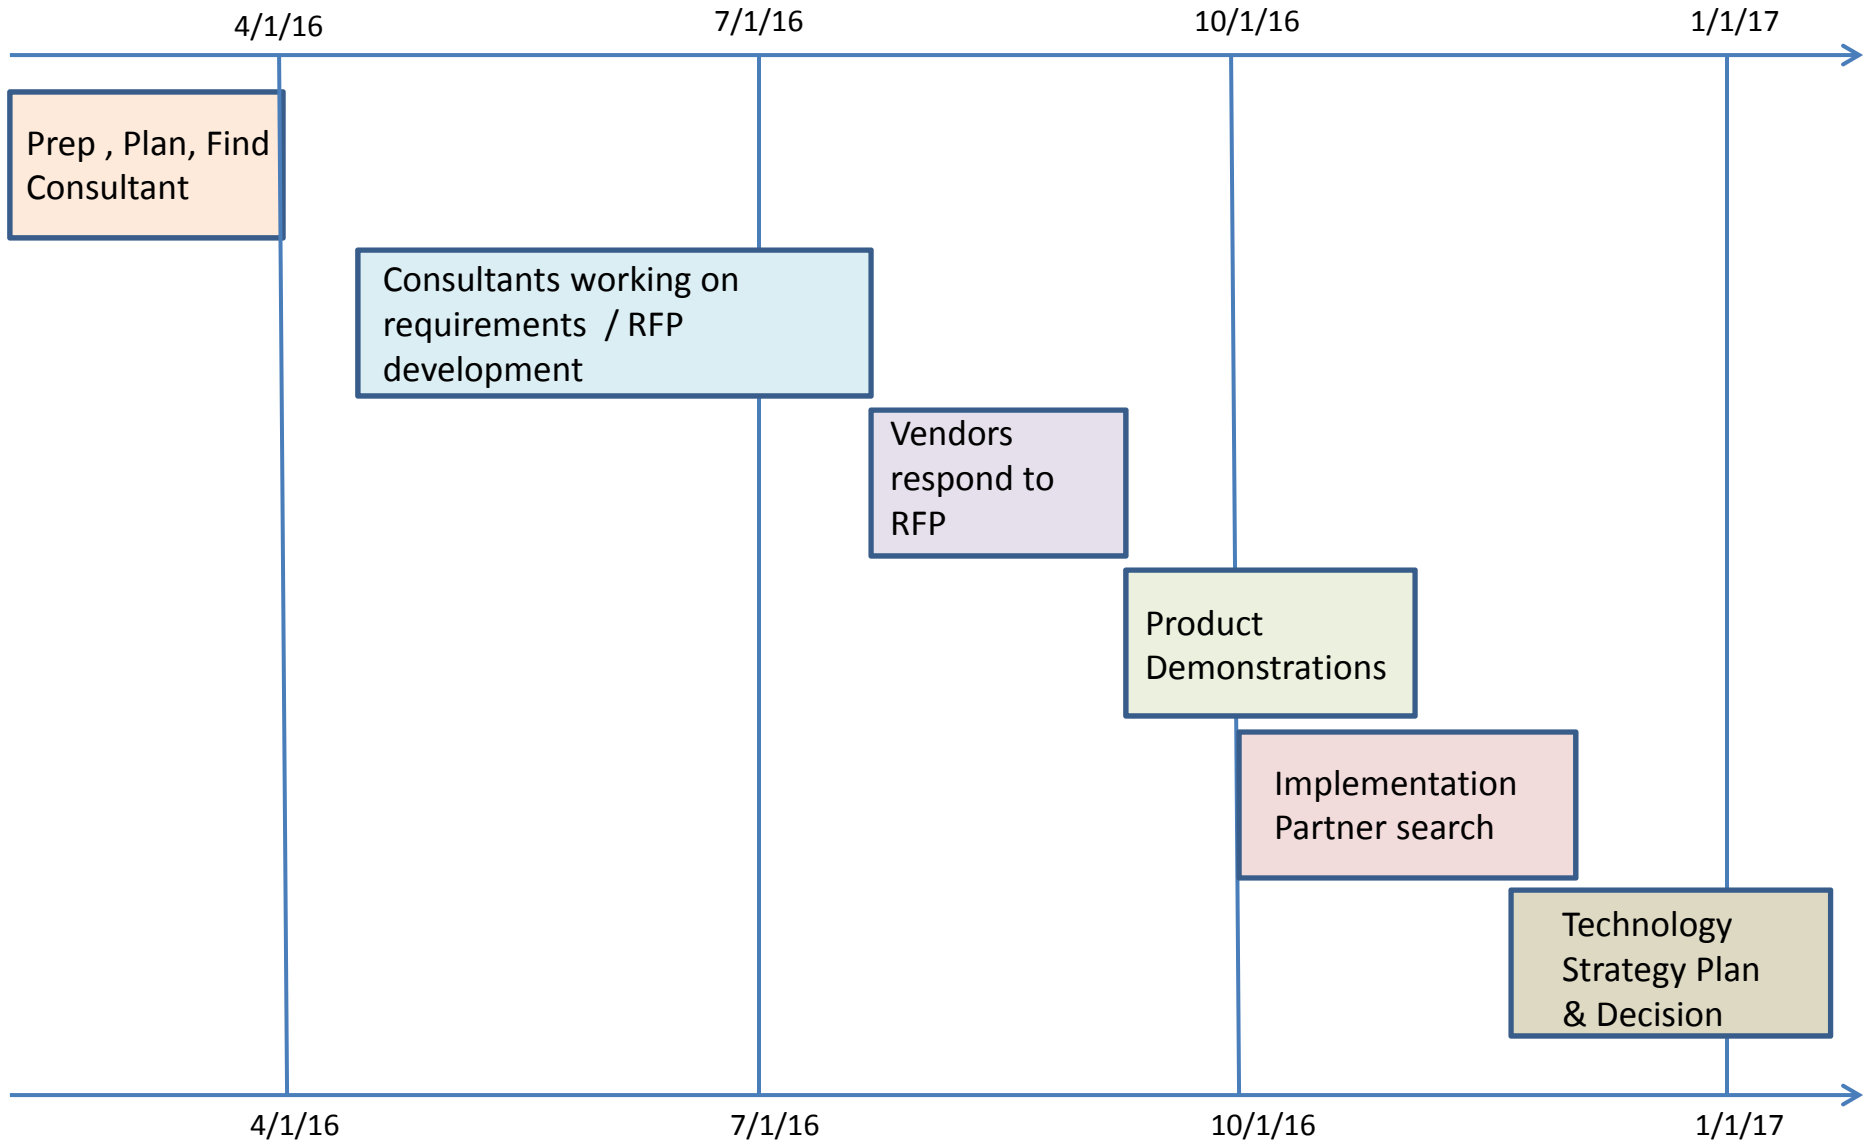 4/1/16
7/1/16
10/1/16
1/1/17
Prep , Plan, Find
Consultant
Consultants working on
requirements  / RFP
development
Vendors
respond to
RFP
Product
Demonstrations
Implementation
Partner search
Technology
Strategy Plan
& Decision
4/1/16
7/1/16
10/1/16
1/1/17